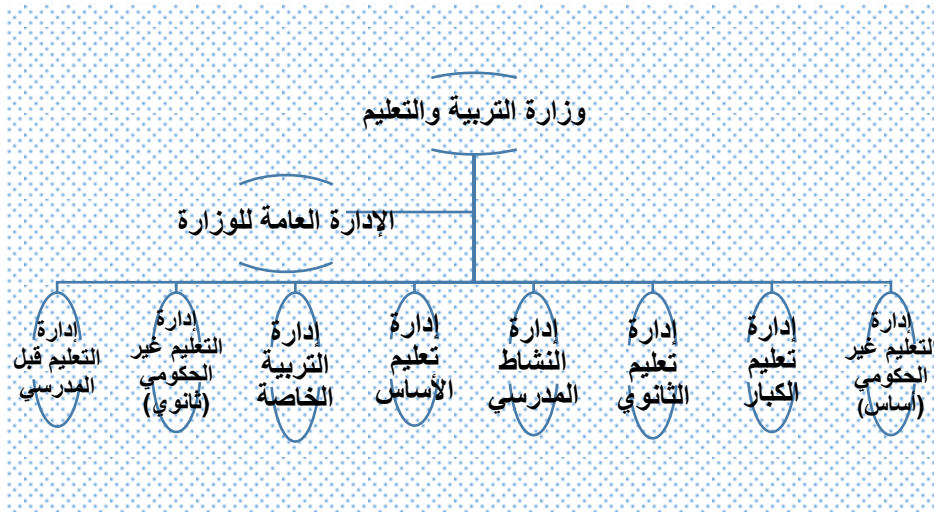 وزارة التربية والتعليم
الإدارة العامة للوزارة
إدارة
التعليم غير
الحكومي
(أساس)
إدارة
تعليم
الكبار
إدارة
تعليم
الثانوي
إدارة
النشاط
المدرسي
إدارة
تعليم
الأساس
إدارة
التربية
الخاصة
إدارة
التعليم غير
الحكومي
(ثانوي)
إدارة
التعليم قبل
المدرسي